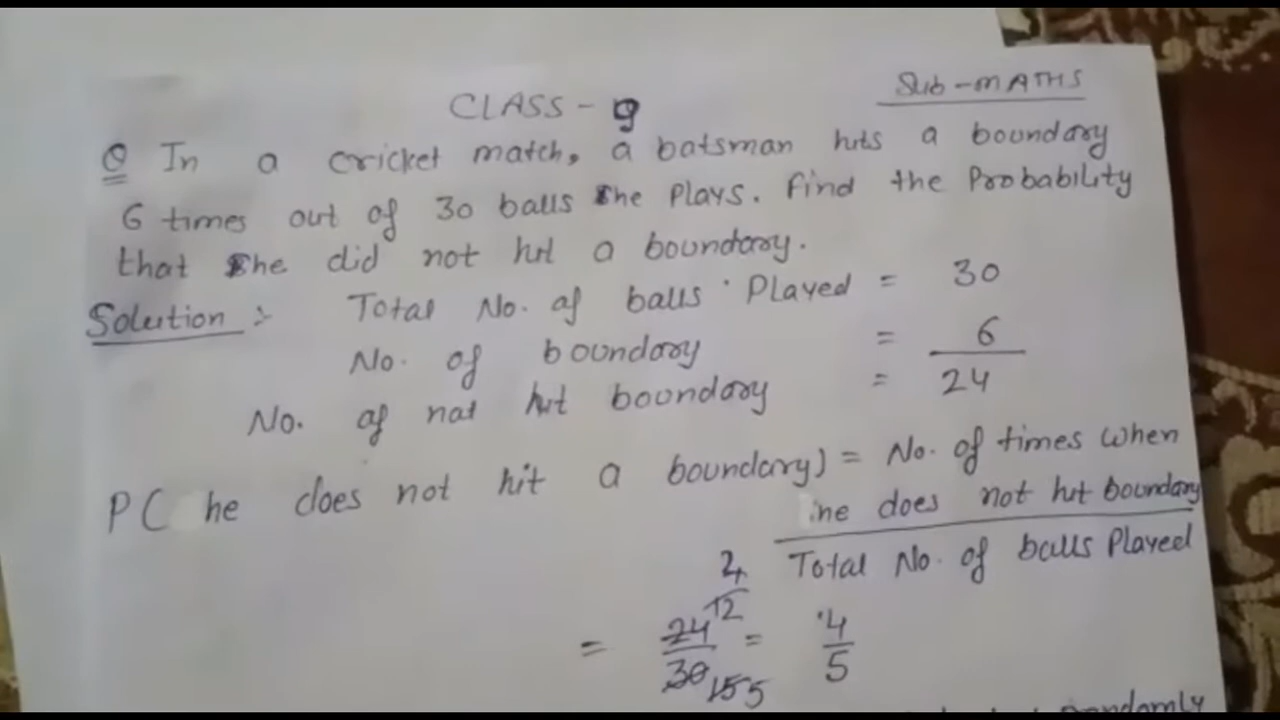 Sub-MATHS
CLASS - 9
Q In a cricket match, a batsman hits a boundary
6 times out of 30 balls she Plays. Find the Probability
that she did not hit a boundary.
Solution :- Total No. of balls Played = 30
No. of boundary = 6
No. of not hit boundary = 24
P( he does not hit a boundary) = No. of times when
he does not hit boundary
Total No. of balls Played
= 24/30 = 4/5
randomly